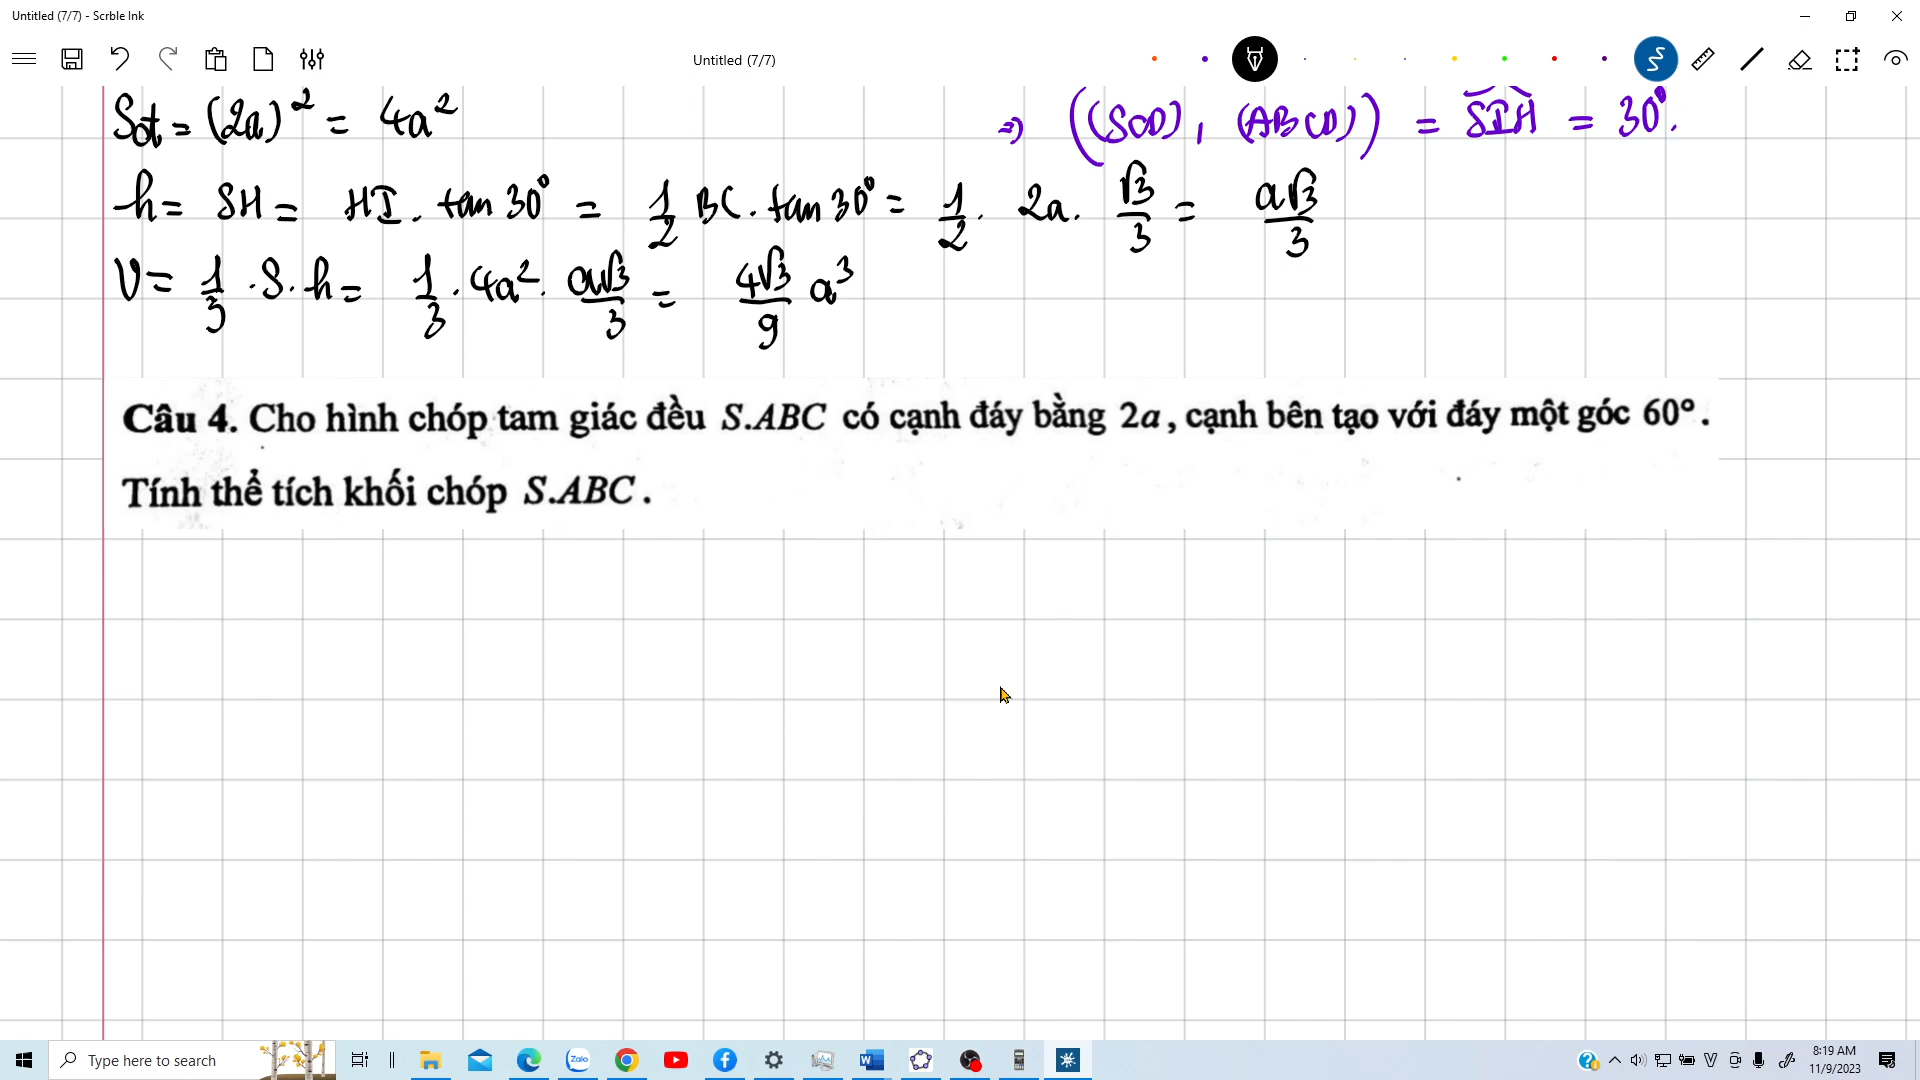 Untitled (7/7) - Scrble Ink
Untitled (7/7)
Sđt = (2a)² = 4a²
⇒ ((SCD), (ABCD)) = SIH = 30°.
h = SH = HI . tan 30° = 1/2 BC . tan 30° = 1/2 . 2a . √3/3 = a√3/3
V = 1/3 . S . h = 1/3 . 4a² . a√3/3 = 4√3/9 a³
Câu 4. Cho hình chóp tam giác đều S.ABC có cạnh đáy bằng 2a, cạnh bên tạo với đáy một góc 60°.
Tính thể tích khối chóp S.ABC.
Type here to search
Zalo
8:19 AM
11/9/2023